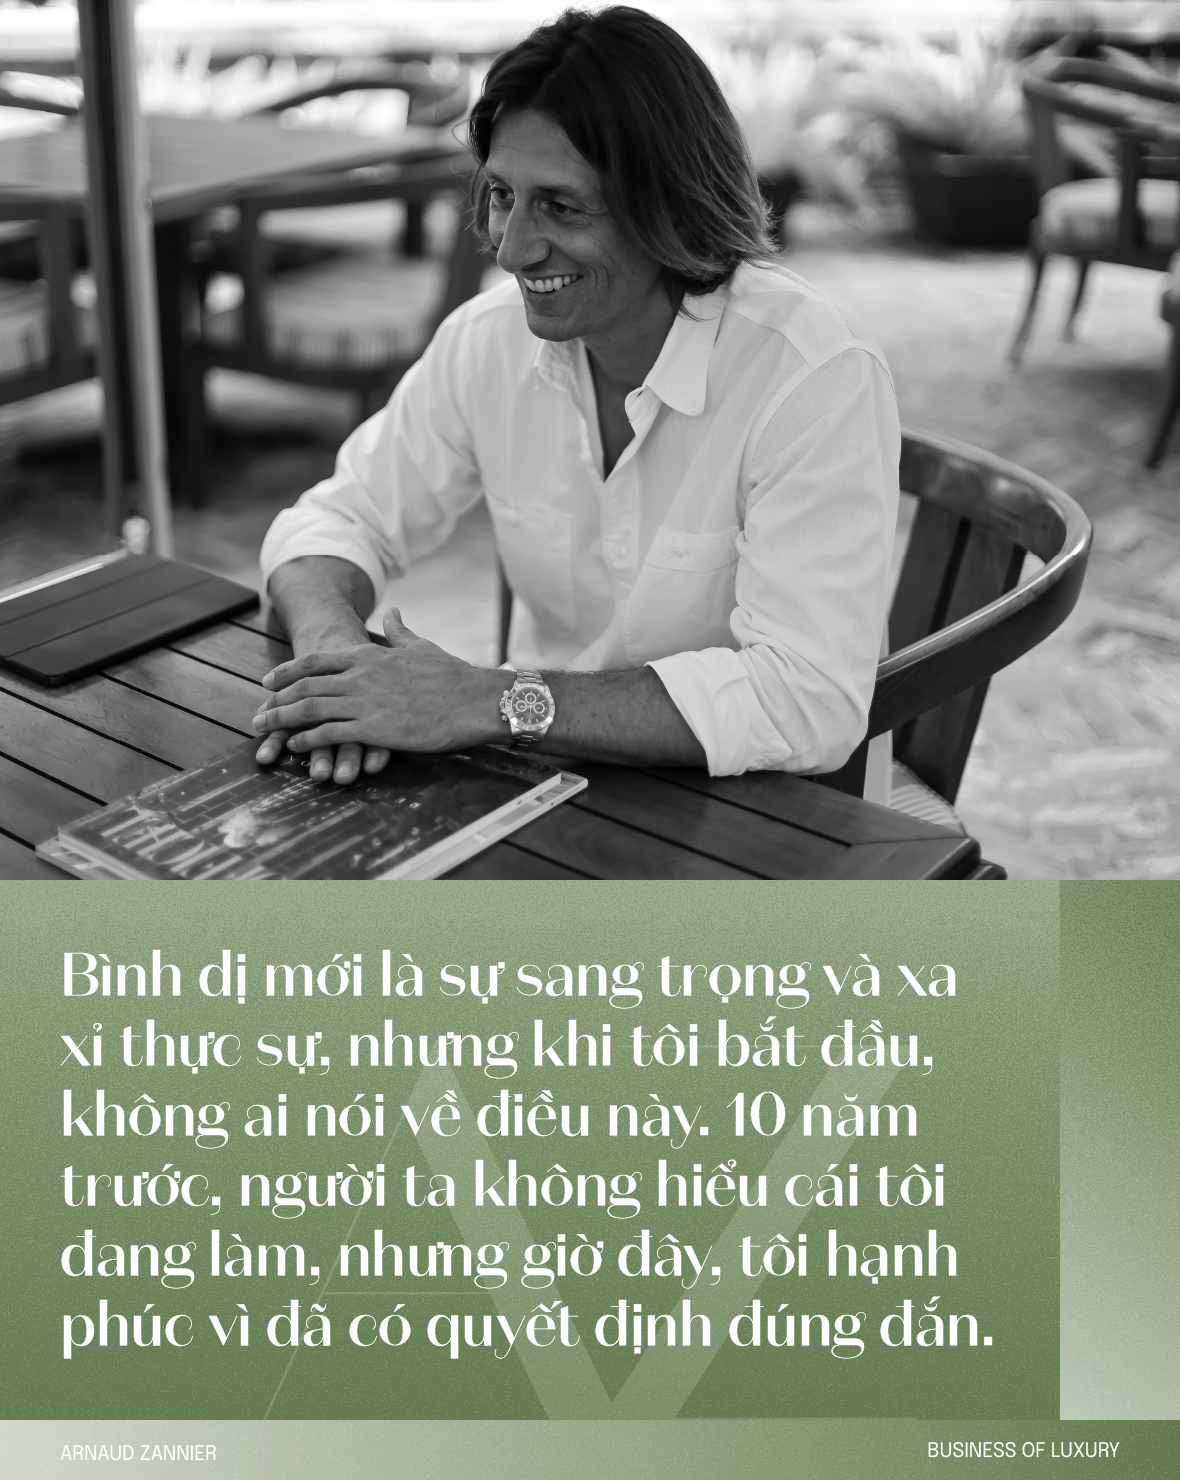 Bình dị mới là sự sang trọng và xa
xỉ thực sự, nhưng khi tôi bắt đầu,
không ai nói về điều này. 10 năm
trước, người ta không hiểu cái tôi
đang làm, nhưng giờ đây, tôi hạnh
phúc vì đã có quyết định đúng đắn.
ARNAUD ZANNIER
BUSINESS OF LUXURY